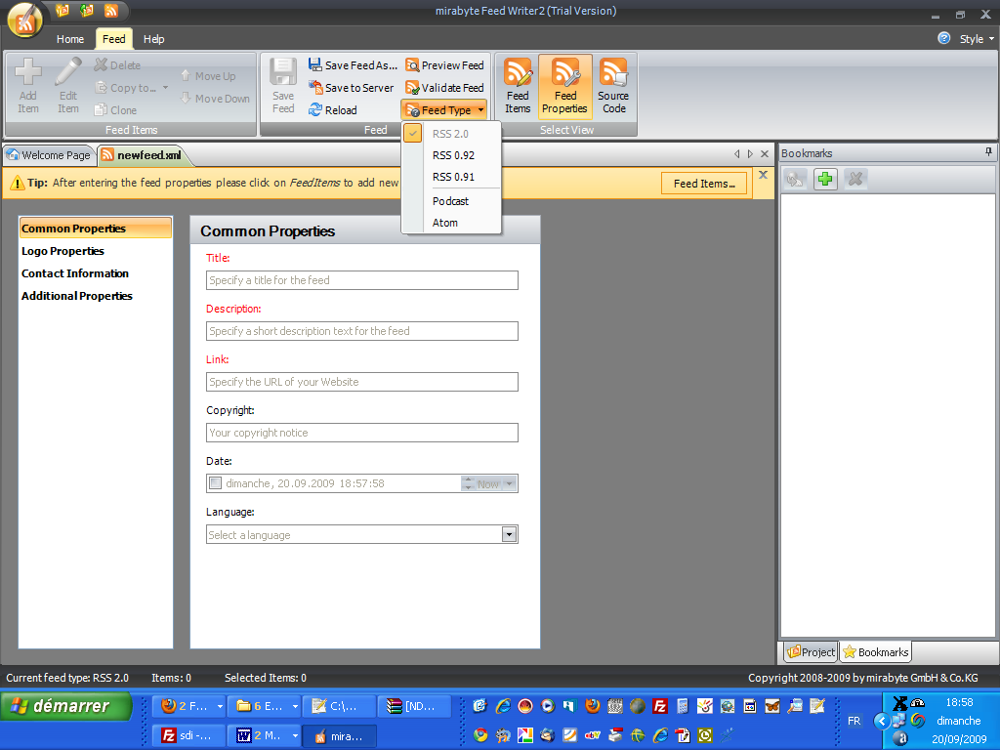 mirabyte Feed Writer 2 (Trial Version)
Home Feed Help Style
Add Item
Edit Item
Delete
Copy to...
Clone
Move Up
Move Down
Feed Items
Save Feed
Save Feed As...
Save to Server
Reload
Preview Feed
Validate Feed
Feed Type
Feed
Feed Items
Feed Properties
Source Code
Select View
RSS 2.0
RSS 0.92
RSS 0.91
Podcast
Atom
Welcome Page newfeed.xml
Bookmarks
Tip: After entering the feed properties please click on FeedItems to add new
Feed Items...
Common Properties
Logo Properties
Contact Information
Additional Properties
Common Properties
Title:
Specify a title for the feed
Description:
Specify a short description text for the feed
Link:
Specify the URL of your Website
Copyright:
Your copyright notice
Date:
dimanche, 20.09.2009 18:57:58 Now
Language:
Select a language
Project Bookmarks
Current feed type: RSS 2.0 Items: 0 Selected Items: 0 Copyright 2008-2009 by mirabyte GmbH & Co.KG
démarrer
2 F... 6 E... C:\... [ND...
sdi -... 2 M... mira...
FR
18:58
dimanche
20/09/2009